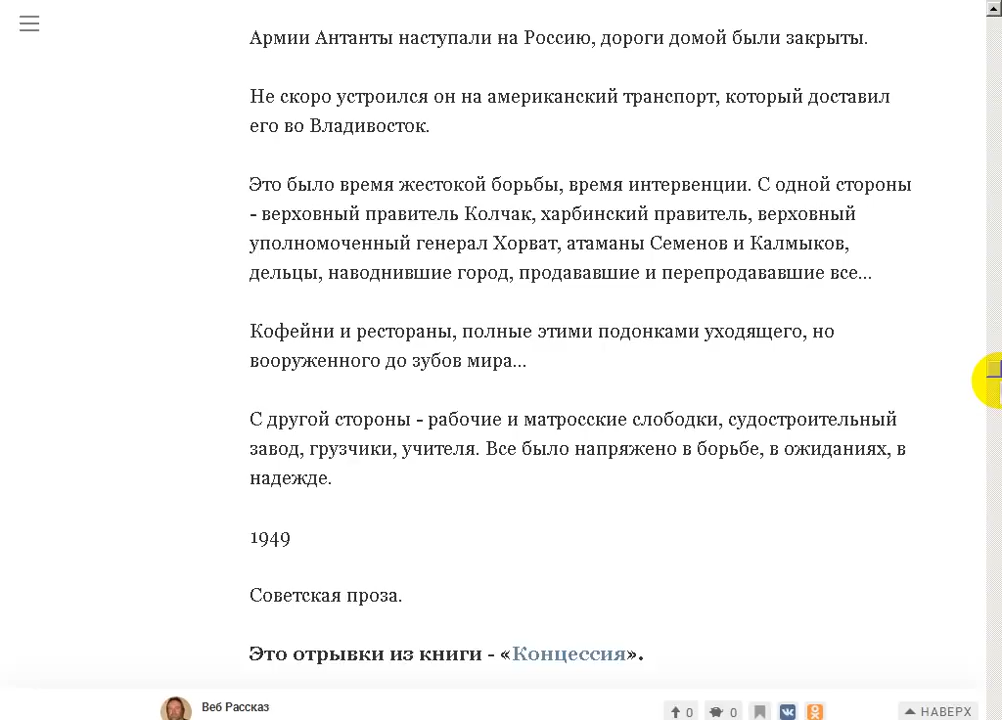 Армии Антанты наступали на Россию, дороги домой были закрыты.
Не скоро устроился он на американский транспорт, который доставил
его во Владивосток.
Это было время жестокой борьбы, время интервенции. С одной стороны
- верховный правитель Колчак, харбинский правитель, верховный
уполномоченный генерал Хорват, атаманы Семенов и Калмыков,
дельцы, наводнившие город, продававшие и перепродававшие все...
Кофейни и рестораны, полные этими подонками уходящего, но
вооруженного до зубов мира...
С другой стороны - рабочие и матросские слободки, судостроительный
завод, грузчики, учителя. Все было напряжено в борьбе, в ожиданиях, в
надежде.
1949
Советская проза.
Это отрывки из книги - «Концессия».
Веб Рассказ
0
0
НАВЕРХ